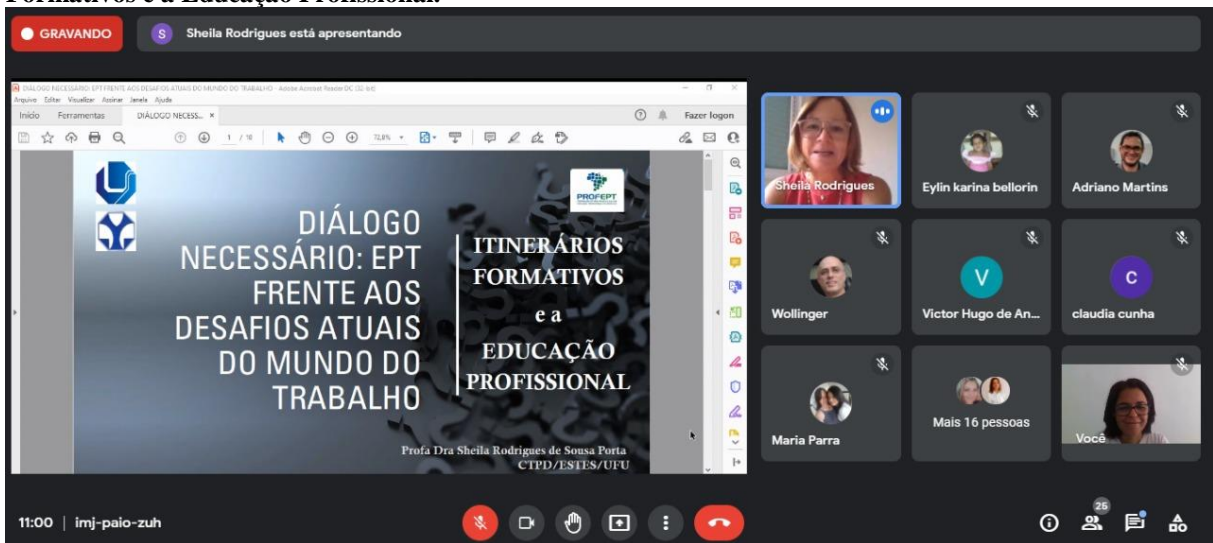 Formativos e a Educação Profissional.
GRAVANDO
S
Sheila Rodrigues está apresentando
DIÁLOGO NECESSÁRIO: EPT FRENTE AOS DESAFIOS ATUAIS DO MUNDO DO TRABALHO - Adobe Acrobat Reader DC (32-bit)
Arquivo Editar Visualizar Assinar Janela Ajuda
Início Ferramentas DIÁLOGO NECESS... × Fazer logon
1 / 16 72,8%
PROFEPT
DIÁLOGO
NECESSÁRIO: EPT
FRENTE AOS
DESAFIOS ATUAIS
DO MUNDO DO
TRABALHO
ITINERÁRIOS
FORMATIVOS
e a
EDUCAÇÃO
PROFISSIONAL
Profa Dra Sheila Rodrigues de Sousa Porta
CTPD/ESTES/UFU
Sheila Rodrigues
Eylin karina bellorin
Adriano Martins
Wollinger
V
Victor Hugo de An...
c
claudia cunha
Maria Parra
Mais 16 pessoas
Você
11:00 | imj-paio-zuh
25